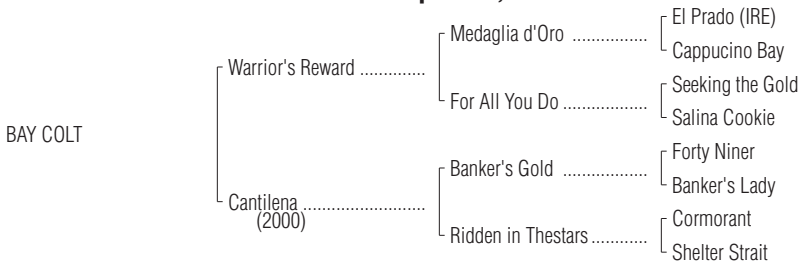 El Prado (IRE)
Medaglia d'Oro ................
Cappucino Bay
Warrior's Reward ..............
Seeking the Gold
For All You Do ..................
Salina Cookie
BAY COLT
Forty Niner
Banker's Gold ..................
Banker's Lady
Cantilena ..........................
(2000)
Cormorant
Ridden in Thestars ............
Shelter Strait